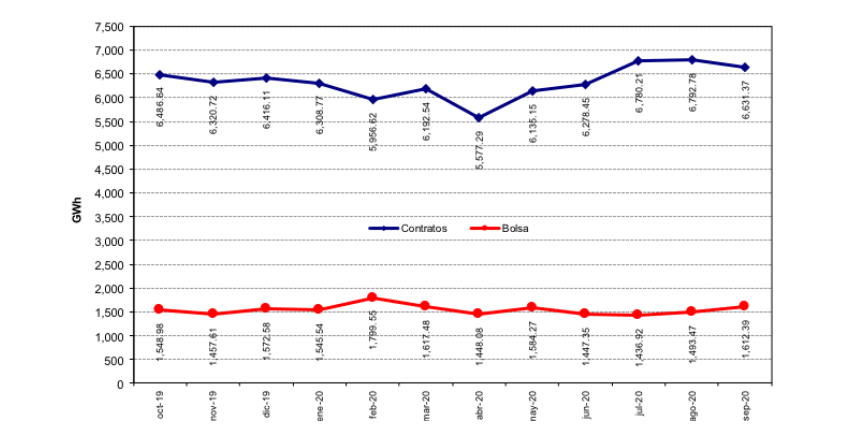 7,500
7,000
6,500
6,000
5,500
5,000
4,500
4,000
3,500
3,000
2,500
2,000
1,500
1,000
500
0
GWh
6,486.64
6,320.72
6,416.11
6,308.77
5,956.62
6,192.54
5,577.29
6,135.15
6,278.45
6,780.21
6,792.78
6,631.37
Contratos
Bolsa
1,548.98
1,457.61
1,572.58
1,545.54
1,799.55
1,617.48
1,448.08
1,584.27
1,447.35
1,436.92
1,493.47
1,612.39
oct-19
nov-19
dic-19
ene-20
feb-20
mar-20
abr-20
may-20
jun-20
jul-20
ago-20
sep-20